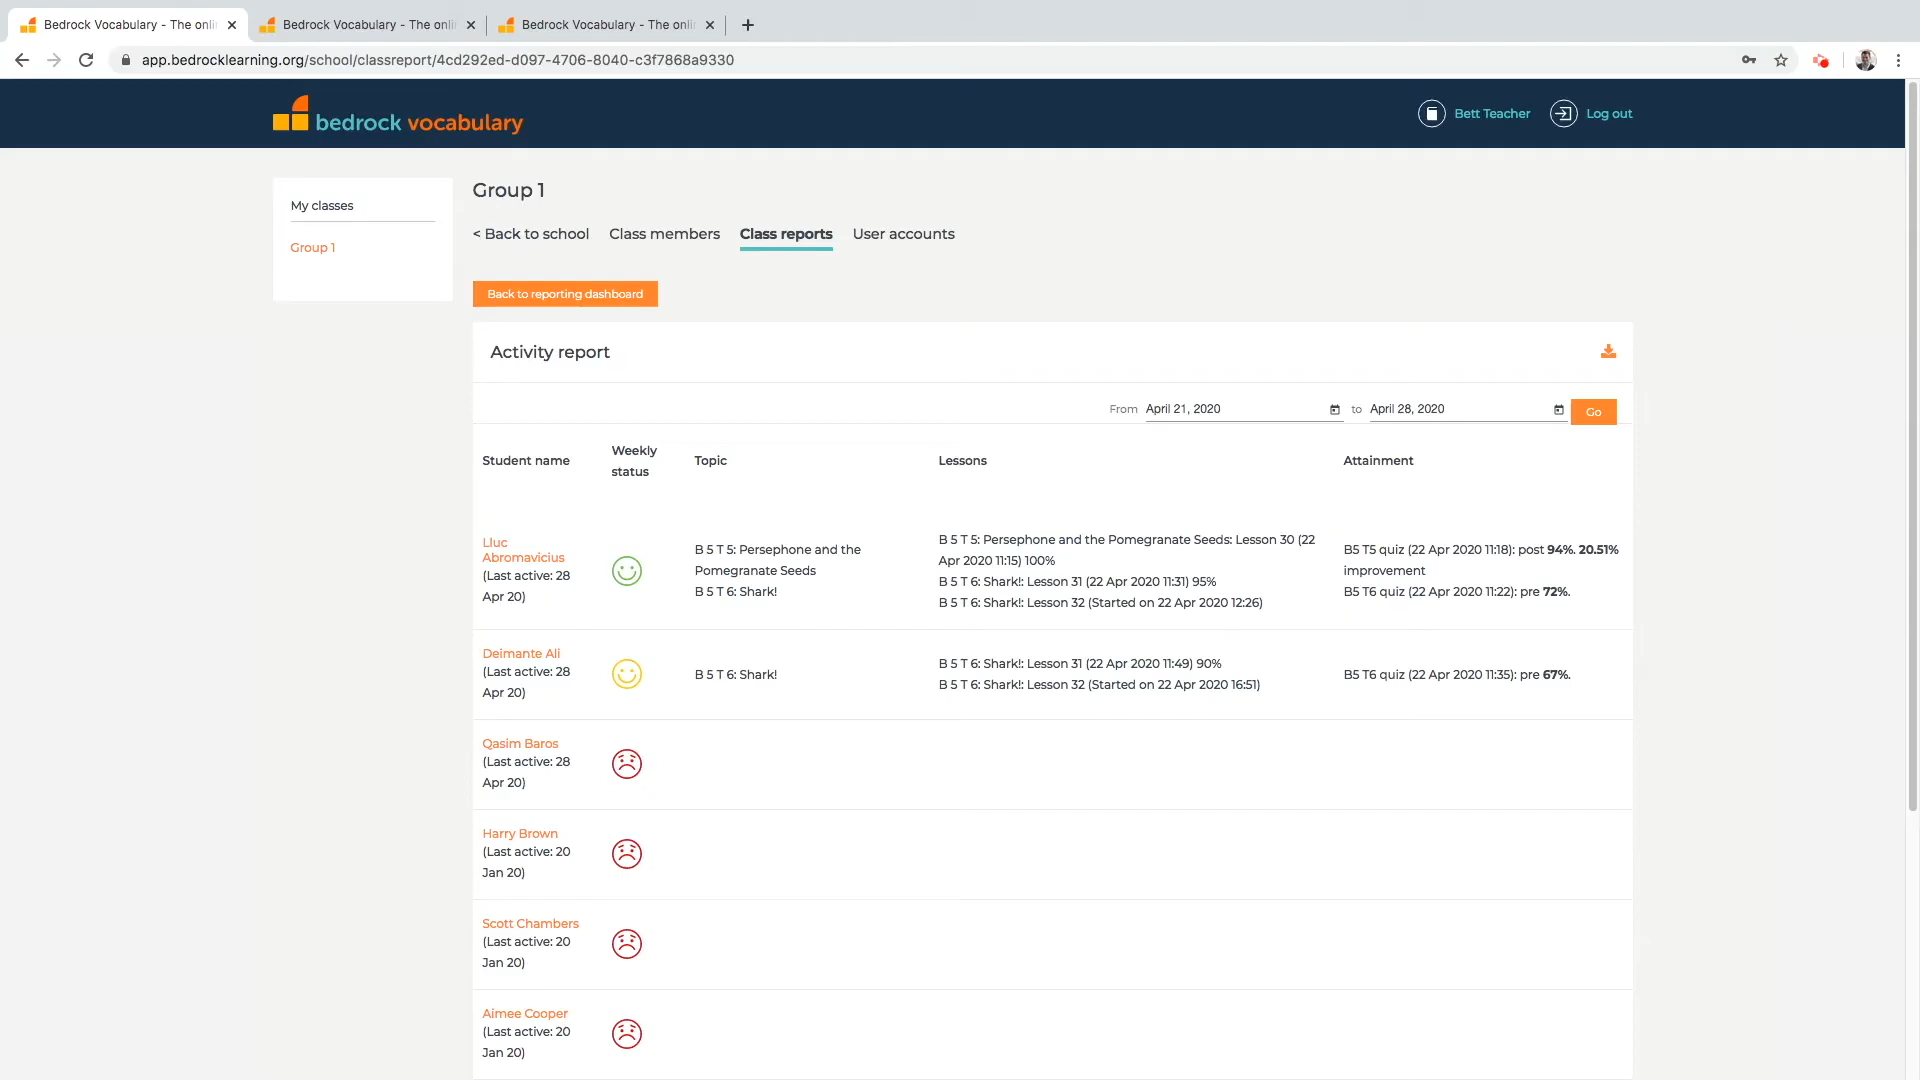 Bedrock Vocabulary - The onli
Bedrock Vocabulary - The onli
Bedrock Vocabulary - The onli
app.bedrocklearning.org/school/classreport/4cd292ed-d097-4706-8040-c3f7868a9330
bedrock vocabulary
Bett Teacher
Log out
My classes
Group 1
Group 1
< Back to school
Class members
Class reports
User accounts
Back to reporting dashboard
Activity report
From April 21, 2020 to April 28, 2020 Go
Student name
Weekly
status
Topic
Lessons
Attainment
Lluc
Abromavicius
(Last active: 28
Apr 20)
B 5 T 5: Persephone and the
Pomegranate Seeds
B 5 T 6: Shark!
B 5 T 5: Persephone and the Pomegranate Seeds: Lesson 30 (22
Apr 2020 11:15) 100%
B 5 T 6: Shark!: Lesson 31 (22 Apr 2020 11:31) 95%
B 5 T 6: Shark!: Lesson 32 (Started on 22 Apr 2020 12:26)
B5 T5 quiz (22 Apr 2020 11:18): post 94%. 20.51%
improvement
B5 T6 quiz (22 Apr 2020 11:22): pre 72%.
Deimante Ali
(Last active: 28
Apr 20)
B 5 T 6: Shark!
B 5 T 6: Shark!: Lesson 31 (22 Apr 2020 11:49) 90%
B 5 T 6: Shark!: Lesson 32 (Started on 22 Apr 2020 16:51)
B5 T6 quiz (22 Apr 2020 11:35): pre 67%.
Qasim Baros
(Last active: 28
Apr 20)
Harry Brown
(Last active: 20
Jan 20)
Scott Chambers
(Last active: 20
Jan 20)
Aimee Cooper
(Last active: 20
Jan 20)